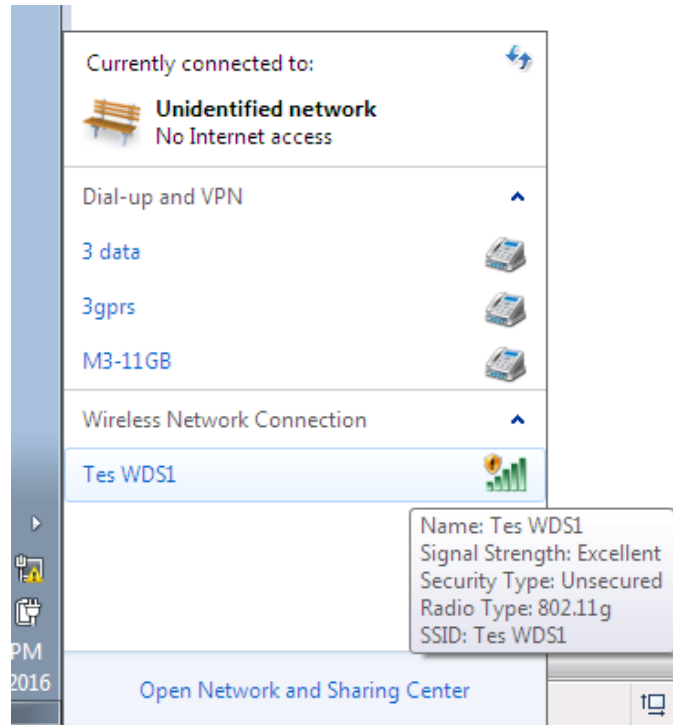 Currently connected to:
Unidentified network
No Internet access
Dial-up and VPN
3 data
3gprs
M3-11GB
Wireless Network Connection
Tes WDS1
Name: Tes WDS1
Signal Strength: Excellent
Security Type: Unsecured
Radio Type: 802.11g
SSID: Tes WDS1
Open Network and Sharing Center
PM
2016